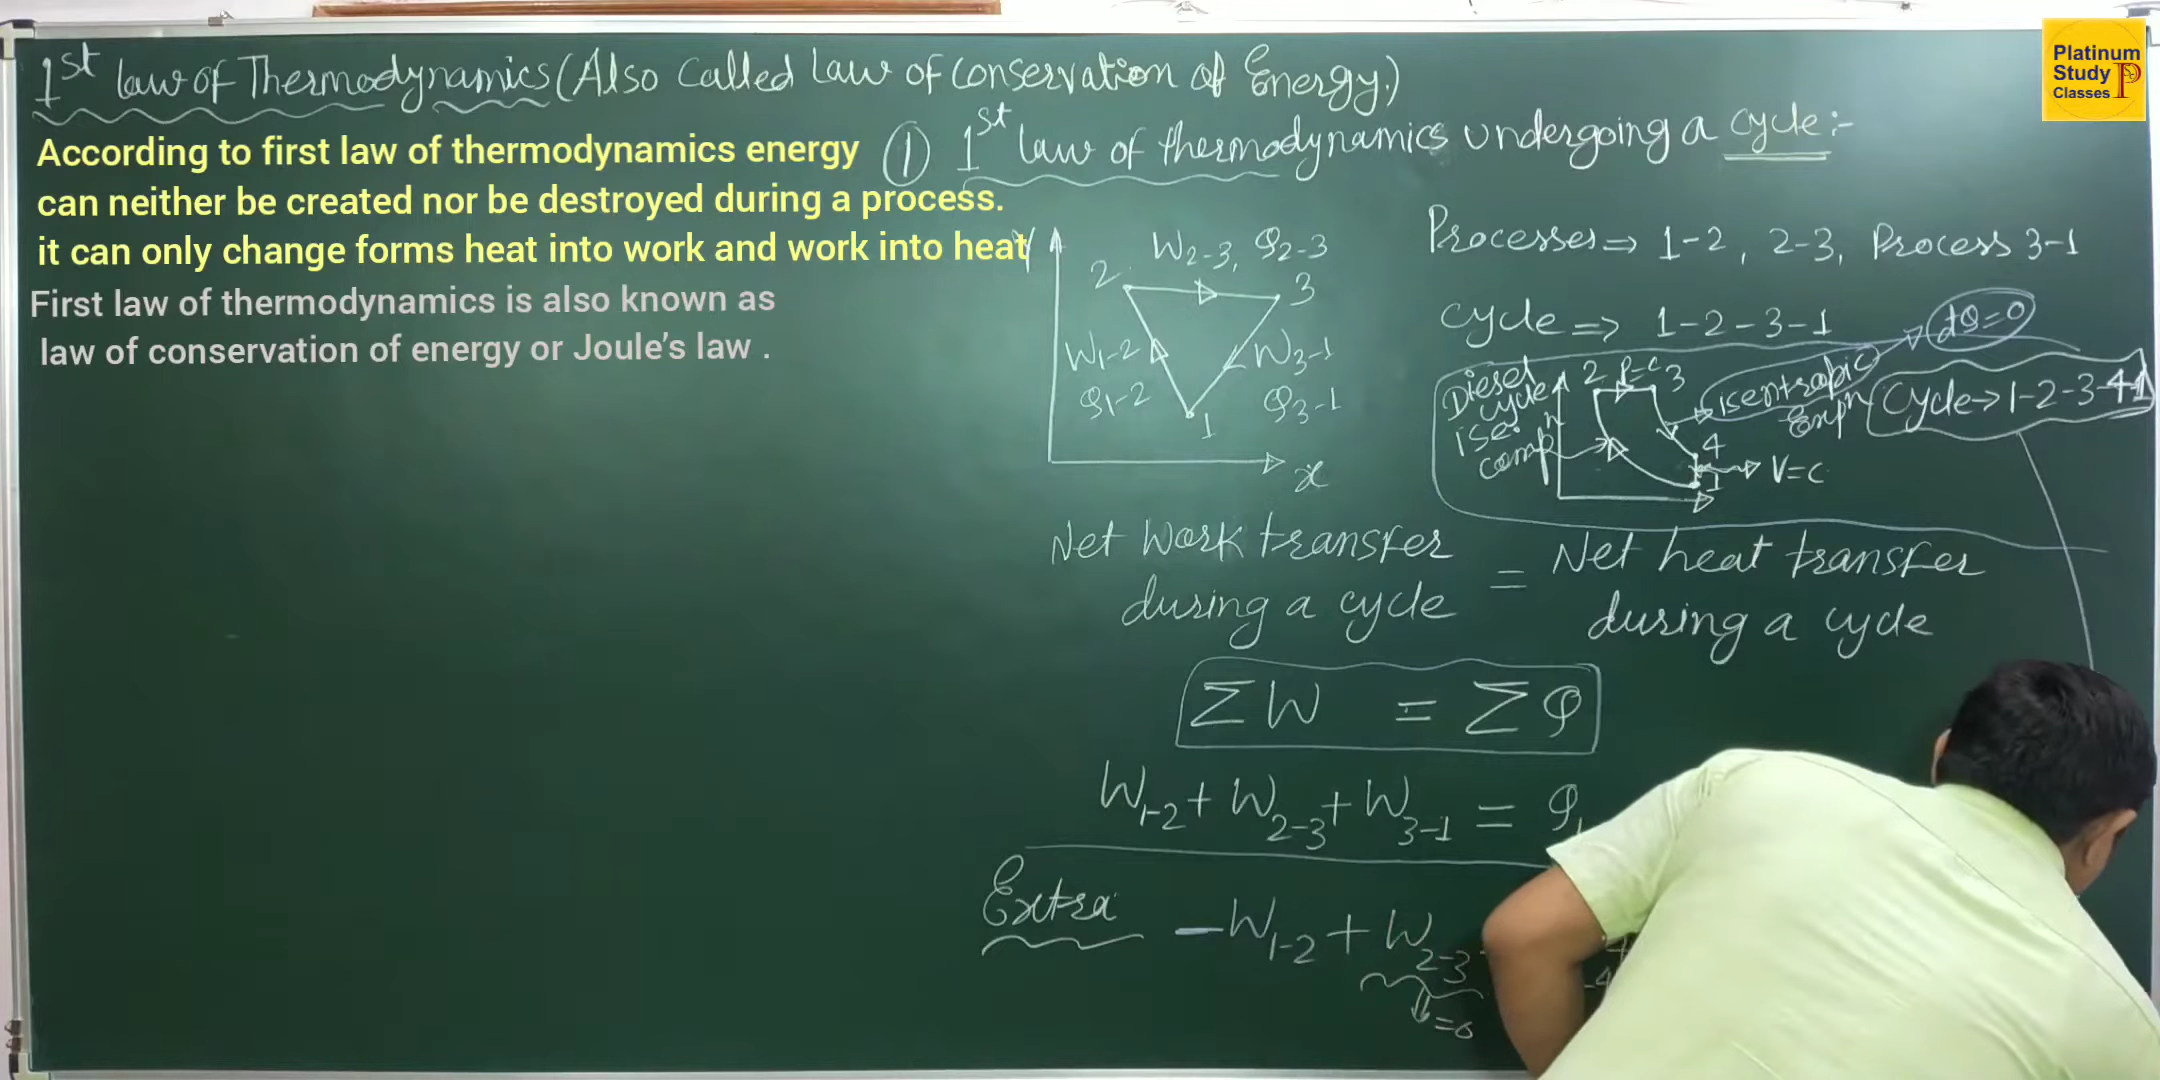 1st law of Thermodynamics (Also Called Law of Conservation of Energy.)
According to first law of thermodynamics energy
can neither be created nor be destroyed during a process.
it can only change forms heat into work and work into heat
First law of thermodynamics is also known as
law of conservation of energy or Joule’s law .
Platinum
Study
Classes
① 1st law of thermodynamics undergoing a cycle:-
Y
W2-3, Q2-3
2
3
W1-2
Q1-2
W3-1
Q3-1
1
x
Processes⇒ 1-2, 2-3, Process 3-1
Cycle ⇒ 1-2-3-1
dQ=0
Diesel
cycle
2 P=C 3
isentropic
Expn
Cycle→1-2-3-4-1
comp
4
1
V=C
Net Work transfer
during a cycle
=
Net heat transfer
during a cycle
ΣW = ΣQ
W1-2 + W2-3 + W3-1 = Q1
Extra
-W1-2 + W2-3
=0